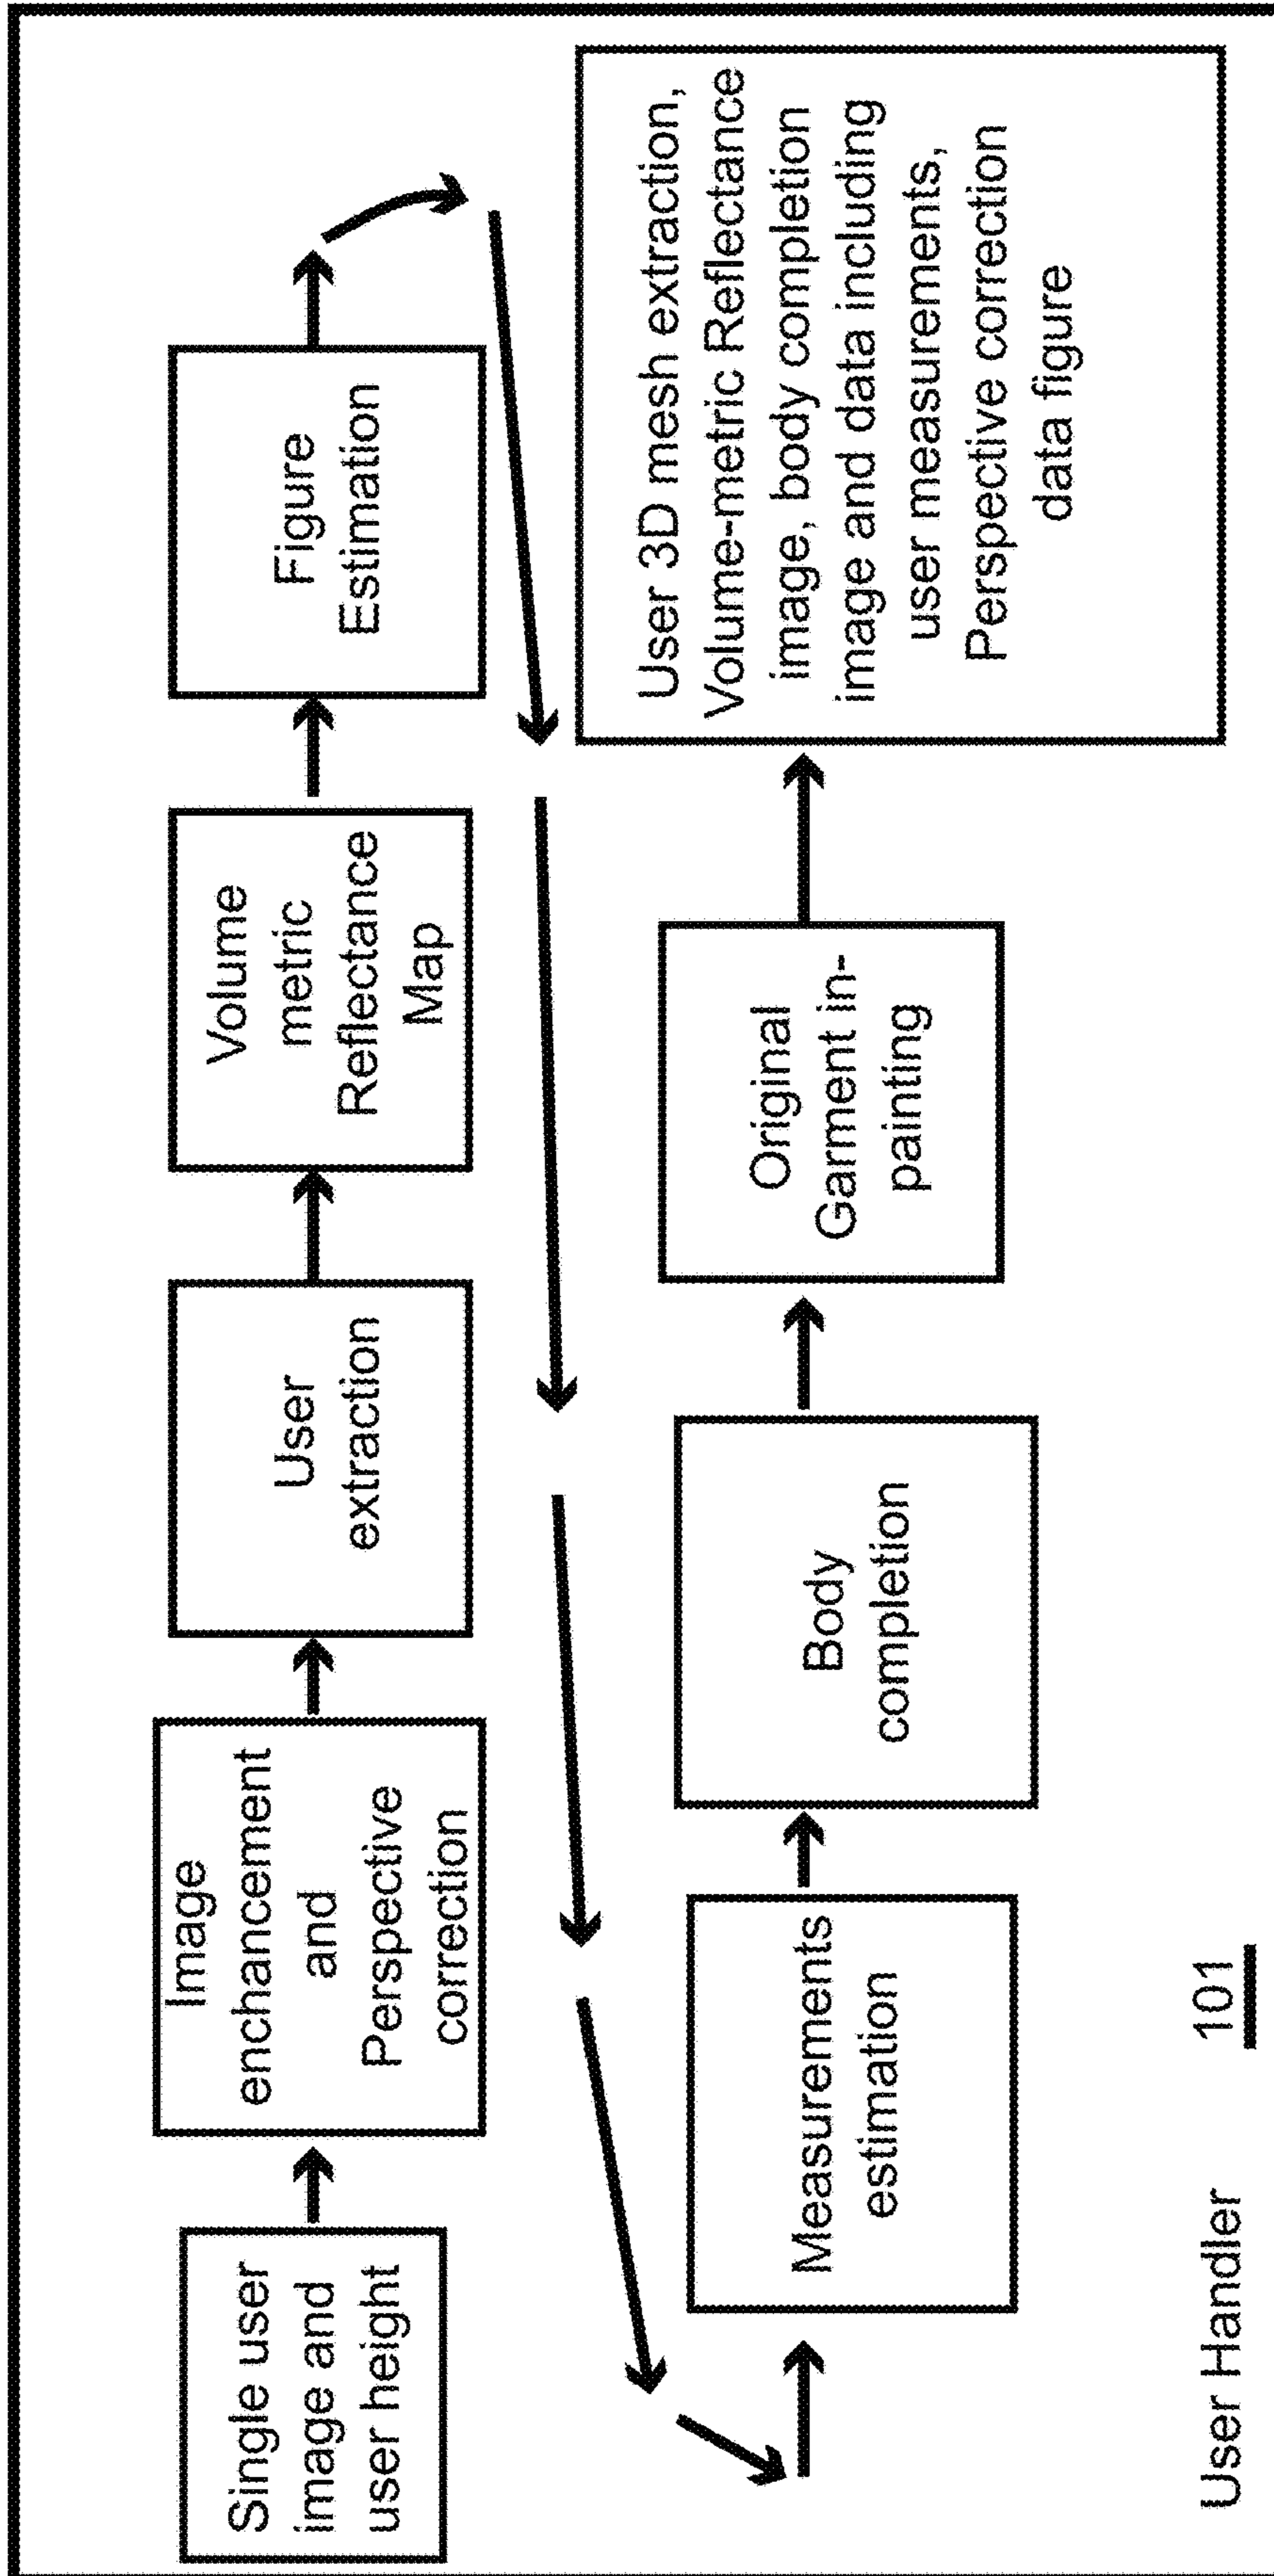 Single user
image and
user height
Image
enchancement
and
Perspective
correction
User
extraction
Volume
metric
Reflectance
Map
Figure
Estimation
Measurements
estimation
Body
completion
Original
Garment in-
painting
User 3D mesh extraction,
Volume-metric Reflectance
image, body completion
image and data including
user measurements,
Perspective correction
data figure
User Handler 101